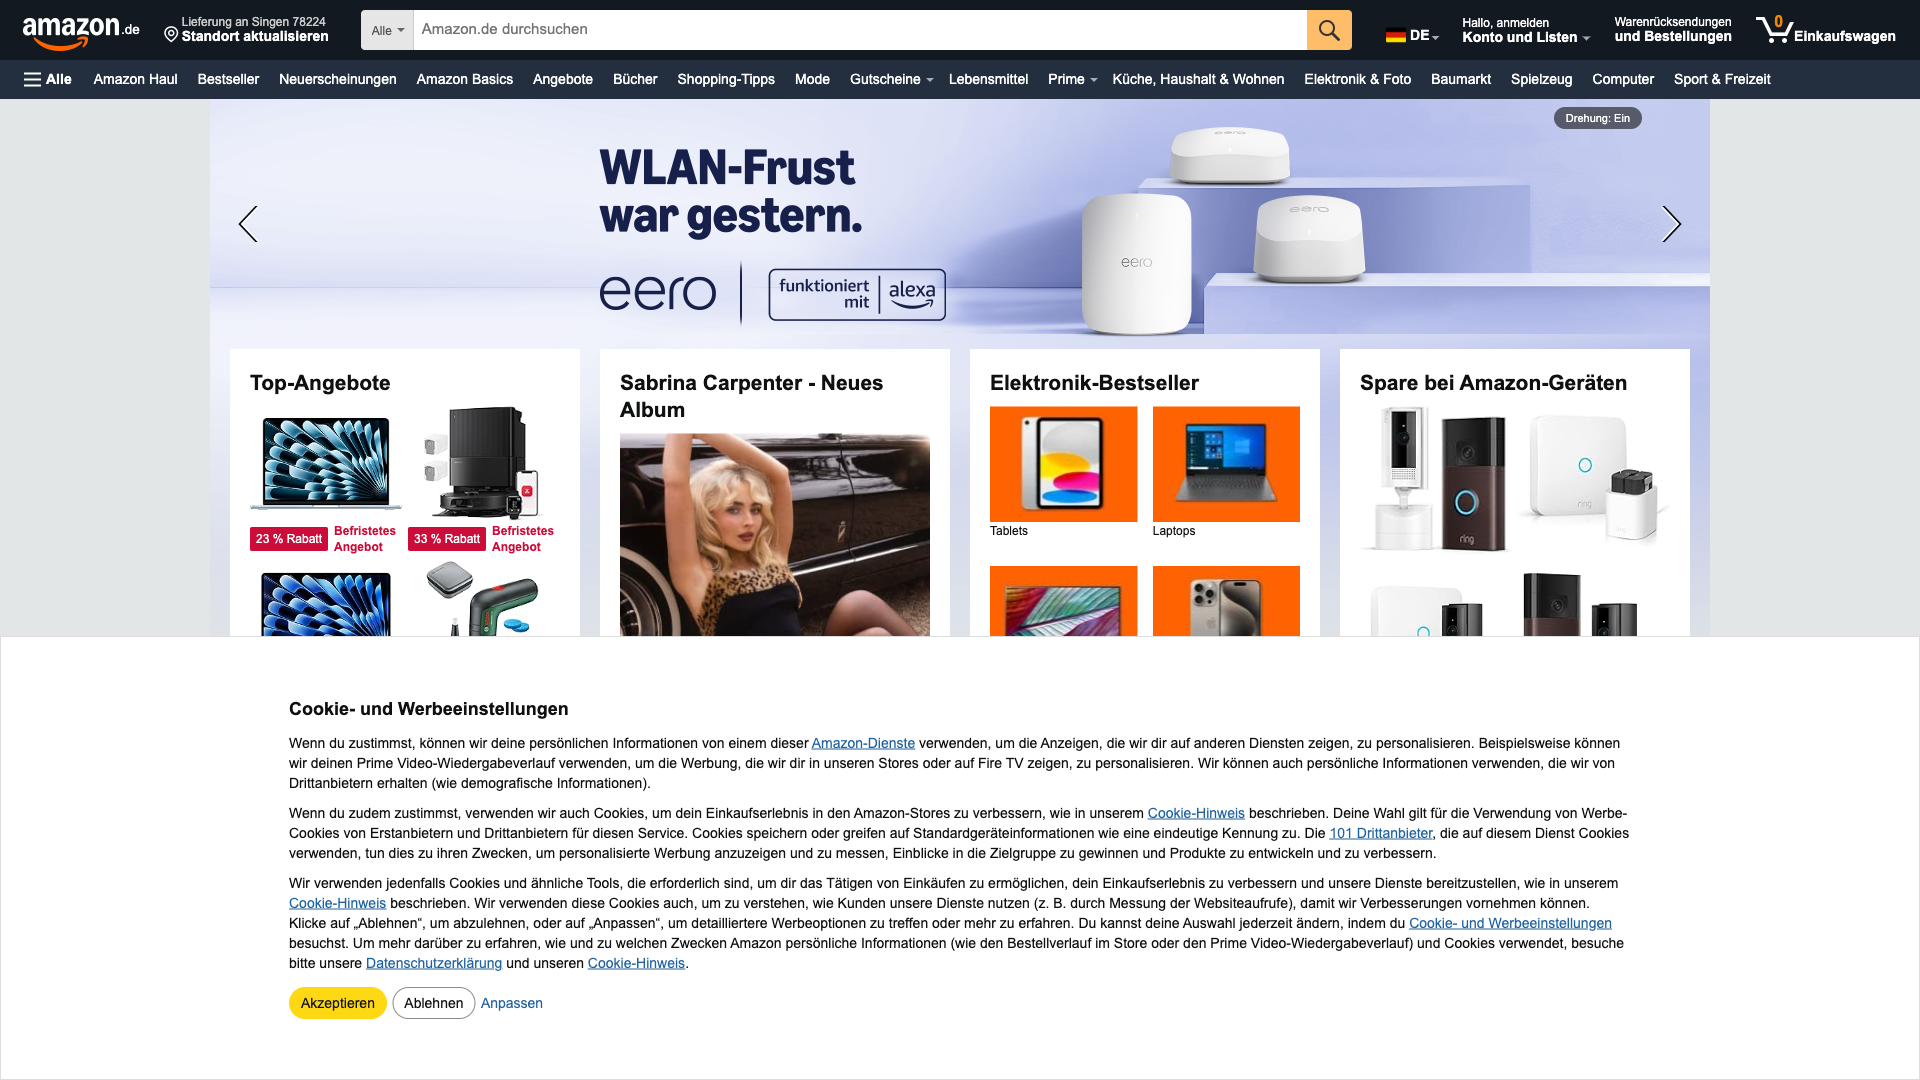 amazon.de
Lieferung an Singen 78224
Standort aktualisieren
Alle
Amazon.de durchsuchen
DE
Hallo, anmelden
Konto und Listen
Warenrücksendungen
und Bestellungen
0
Einkaufswagen
Alle
Amazon Haul
Bestseller
Neuerscheinungen
Amazon Basics
Angebote
Bücher
Shopping-Tipps
Mode
Gutscheine
Lebensmittel
Prime
Küche, Haushalt & Wohnen
Elektronik & Foto
Baumarkt
Spielzeug
Computer
Sport & Freizeit
Drehung: Ein
WLAN-Frust
war gestern.
eero
funktioniert
mit
alexa
eero
eero
eero
Top-Angebote
23 % Rabatt
Befristetes
Angebot
33 % Rabatt
Befristetes
Angebot
Sabrina Carpenter - Neues
Album
Elektronik-Bestseller
Tablets
Laptops
Spare bei Amazon-Geräten
ring
ring
ring
Cookie- und Werbeeinstellungen
Wenn du zustimmst, können wir deine persönlichen Informationen von einem dieser Amazon-Dienste verwenden, um die Anzeigen, die wir dir auf anderen Diensten zeigen, zu personalisieren. Beispielsweise können
wir deinen Prime Video-Wiedergabeverlauf verwenden, um die Werbung, die wir dir in unseren Stores oder auf Fire TV zeigen, zu personalisieren. Wir können auch persönliche Informationen verwenden, die wir von
Drittanbietern erhalten (wie demografische Informationen).
Wenn du zudem zustimmst, verwenden wir auch Cookies, um dein Einkaufserlebnis in den Amazon-Stores zu verbessern, wie in unserem Cookie-Hinweis beschrieben. Deine Wahl gilt für die Verwendung von Werbe-
Cookies von Erstanbietern und Drittanbietern für diesen Service. Cookies speichern oder greifen auf Standardgeräteinformationen wie eine eindeutige Kennung zu. Die 101 Drittanbieter, die auf diesem Dienst Cookies
verwenden, tun dies zu ihren Zwecken, um personalisierte Werbung anzuzeigen und zu messen, Einblicke in die Zielgruppe zu gewinnen und Produkte zu entwickeln und zu verbessern.
Wir verwenden jedenfalls Cookies und ähnliche Tools, die erforderlich sind, um dir das Tätigen von Einkäufen zu ermöglichen, dein Einkaufserlebnis zu verbessern und unsere Dienste bereitzustellen, wie in unserem
Cookie-Hinweis beschrieben. Wir verwenden diese Cookies auch, um zu verstehen, wie Kunden unsere Dienste nutzen (z. B. durch Messung der Websiteaufrufe), damit wir Verbesserungen vornehmen können.
Klicke auf „Ablehnen“, um abzulehnen, oder auf „Anpassen“, um detailliertere Werbeoptionen zu treffen oder mehr zu erfahren. Du kannst deine Auswahl jederzeit ändern, indem du Cookie- und Werbeeinstellungen
besuchst. Um mehr darüber zu erfahren, wie und zu welchen Zwecken Amazon persönliche Informationen (wie den Bestellverlauf im Store oder den Prime Video-Wiedergabeverlauf) und Cookies verwendet, besuche
bitte unsere Datenschutzerklärung und unseren Cookie-Hinweis.
Akzeptieren
Ablehnen
Anpassen